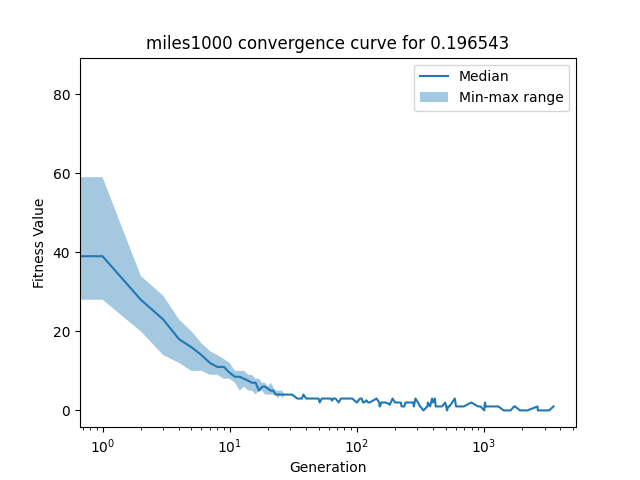 miles1000 convergence curve for 0.196543
Median
Min-max range
80
60
40
20
0
Fitness Value
10⁰
10¹
10²
10³
Generation